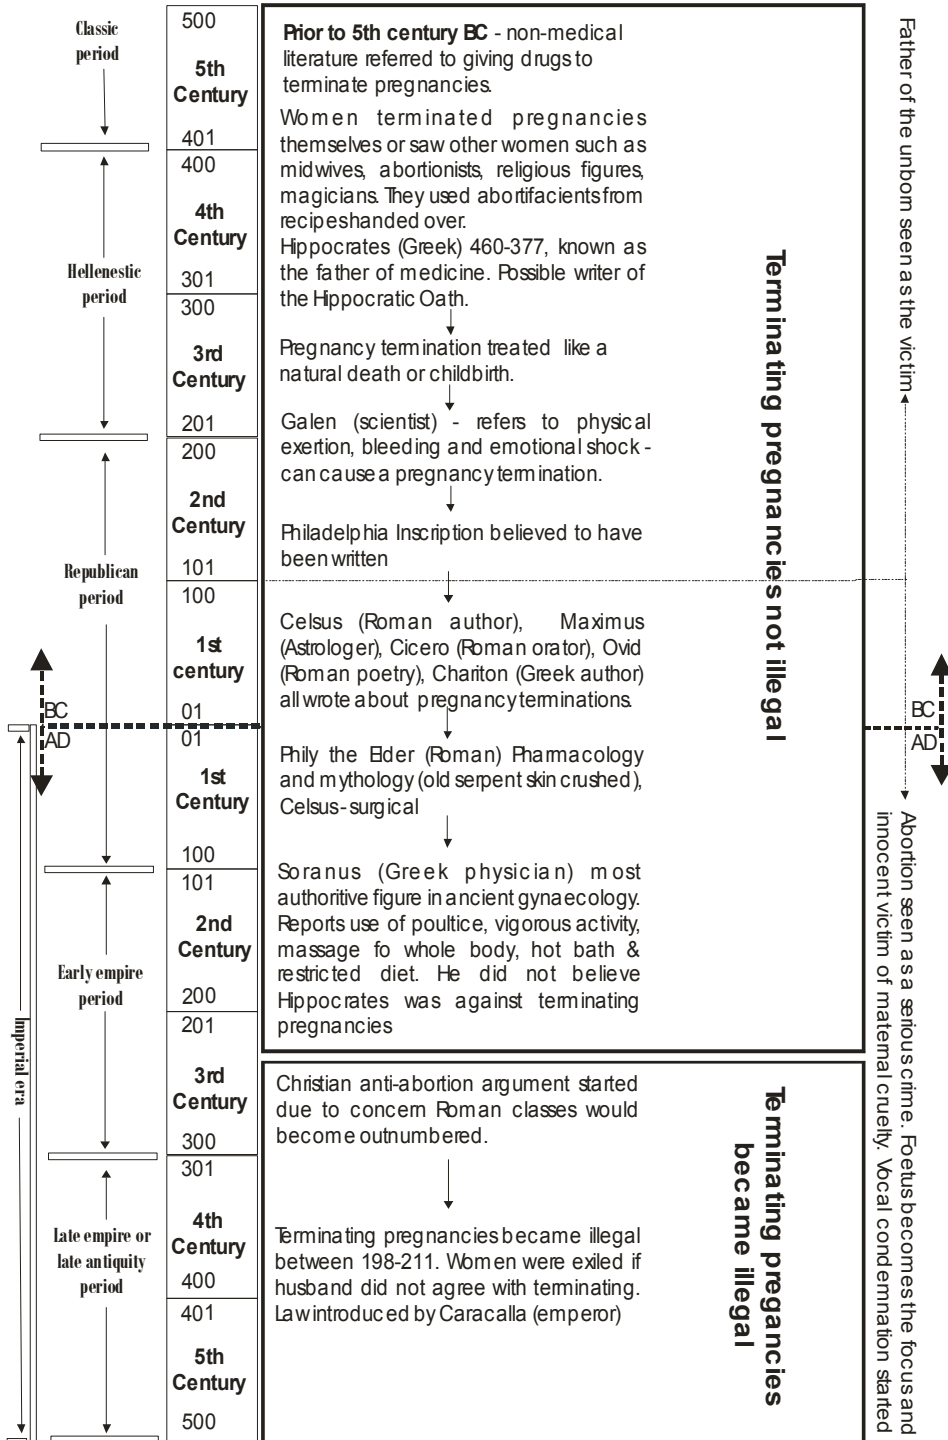 Classic
period
Hellenestic
period
Republican
period
Early empire
period
Late empire or
late antiquity
period
Imperial era
BC
AD
500
5th
Century
401
400
4th
Century
301
300
3rd
Century
201
200
2nd
Century
101
100
1st
century
01
01
1st
Century
100
101
2nd
Century
200
201
3rd
Century
300
301
4th
Century
400
401
5th
Century
500
Prior to 5th century BC - non-medical
literature referred to giving drugs to
terminate pregnancies.
Women terminated pregnancies
themselves or saw other women such as
midwives, abortionists, religious figures,
magicians. They used abortifacients from
recipes handed over.
Hippocrates (Greek) 460-377, known as
the father of medicine. Possible writer of
the Hippocratic Oath.
Pregnancy termination treated like a
natural death or childbirth.
Galen (scientist) - refers to physical
exertion, bleeding and emotional shock -
can cause a pregnancy termination.
Philadelphia Inscription believed to have
been written
Celsus (Roman author), Maximus
(Astrologer), Cicero (Roman orator), Ovid
(Roman poetry), Chariton (Greek author)
all wrote about pregnancy terminations.
Phily the Elder (Roman) Pharmacology
and mythology (old serpent skin crushed),
Celsus - surgical
Soranus (Greek physician) most
authoritive figure in ancient gynaecology.
Reports use of poultice, vigorous activity,
massage fo whole body, hot bath &
restricted diet. He did not believe
Hippocrates was against terminating
pregnancies
Christian anti-abortion argument started
due to concern Roman classes would
become outnumbered.
Terminating pregnancies became illegal
between 198-211. Women were exiled if
husband did not agree with terminating.
Law introduced by Caracalla (emperor)
Terminating pregnancies not illegal
Terminating pregancies
became illegal
Father of the unborn seen as the victim
BC
AD
Abortion seen as a serious crime. Foetus becomes the focus and
innocent victim of maternal cruelty. Vocal condemnation started